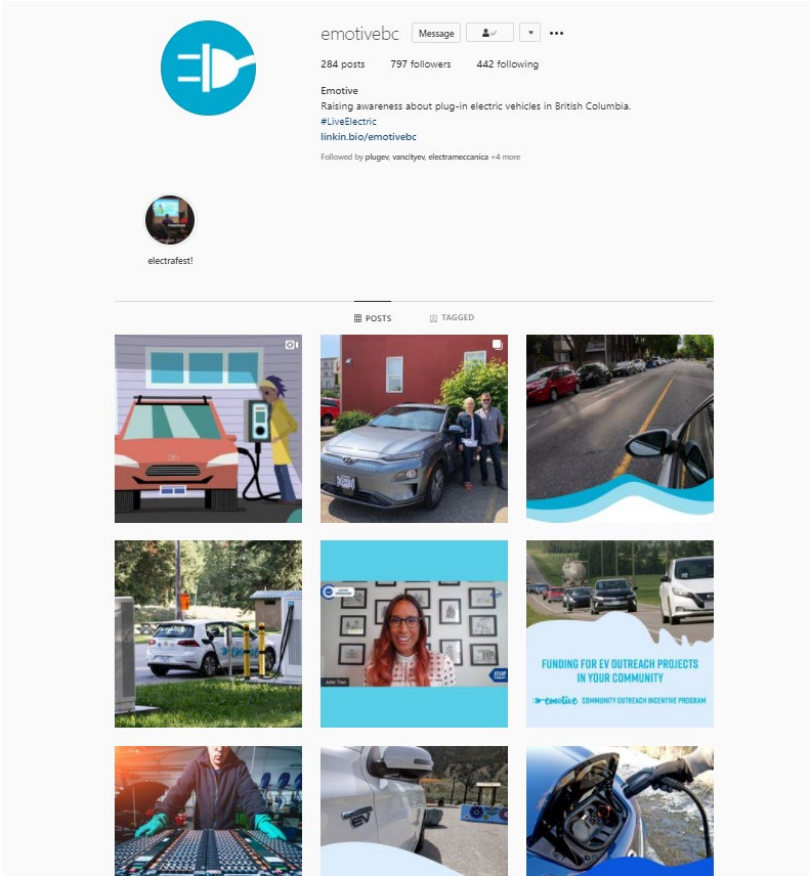 emotivebc Message
284 posts 797 followers 442 following
Emotive
Raising awareness about plug-in electric vehicles in British Columbia.
#LiveElectric
linkin.bio/emotivebc
Followed by plugev, vancityev, electrameccanica +4 more
electrafest!
POSTS TAGGED
emotive
FUNDING FOR EV OUTREACH PROJECTS
IN YOUR COMMUNITY
emotive COMMUNITY OUTREACH INCENTIVE PROGRAM
EV